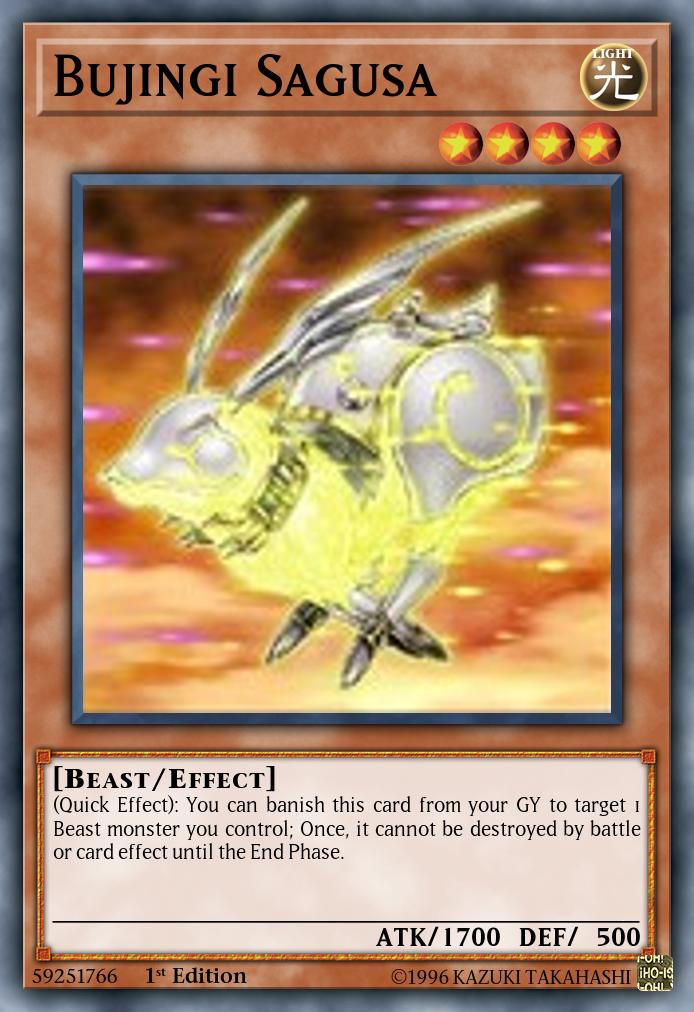 Bujingi Sagusa
LIGHT
光
[Beast/Effect]
(Quick Effect): You can banish this card from your GY to target 1
Beast monster you control; Once, it cannot be destroyed by battle
or card effect until the End Phase.
ATK/1700 DEF/ 500
59251766 1st Edition ©1996 KAZUKI TAKAHASHI